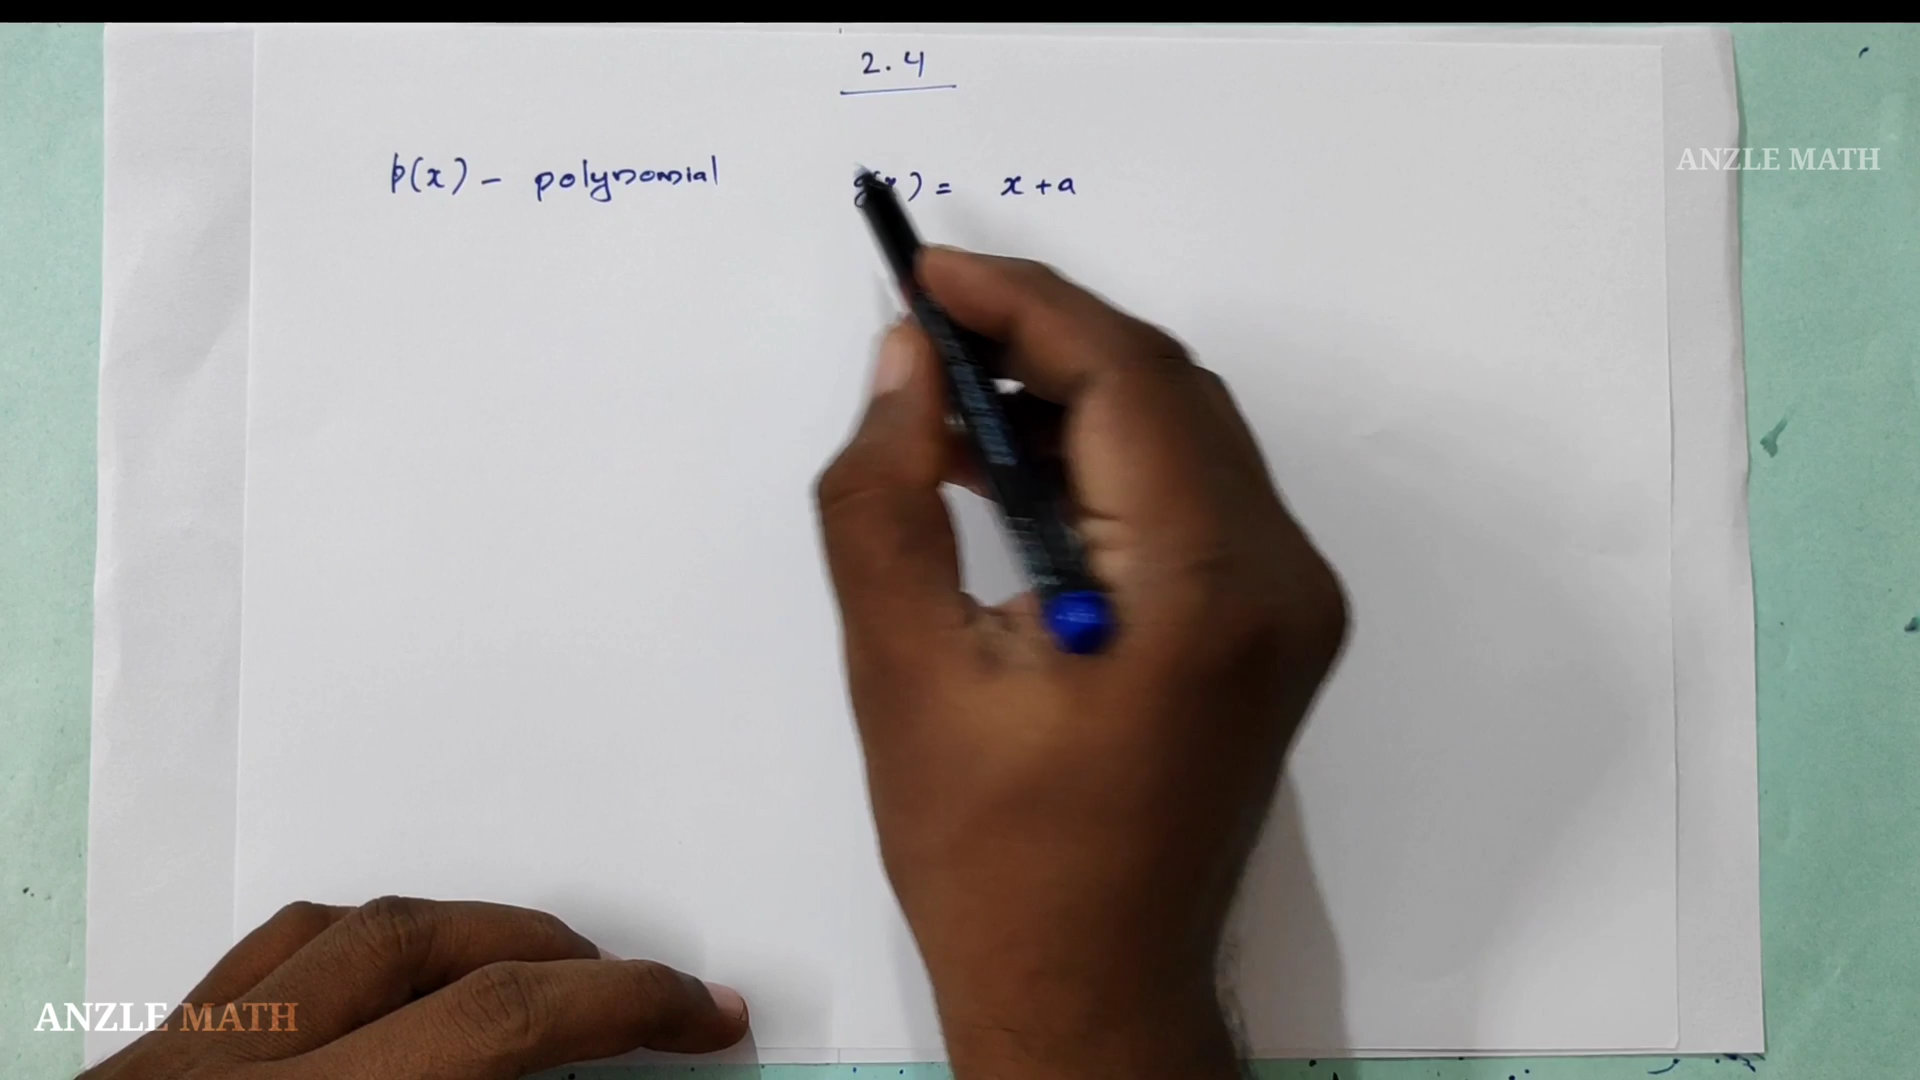 2.4
p(x) - polynomial g(x) = x + a
ANZLE MATH
ANZLE MATH